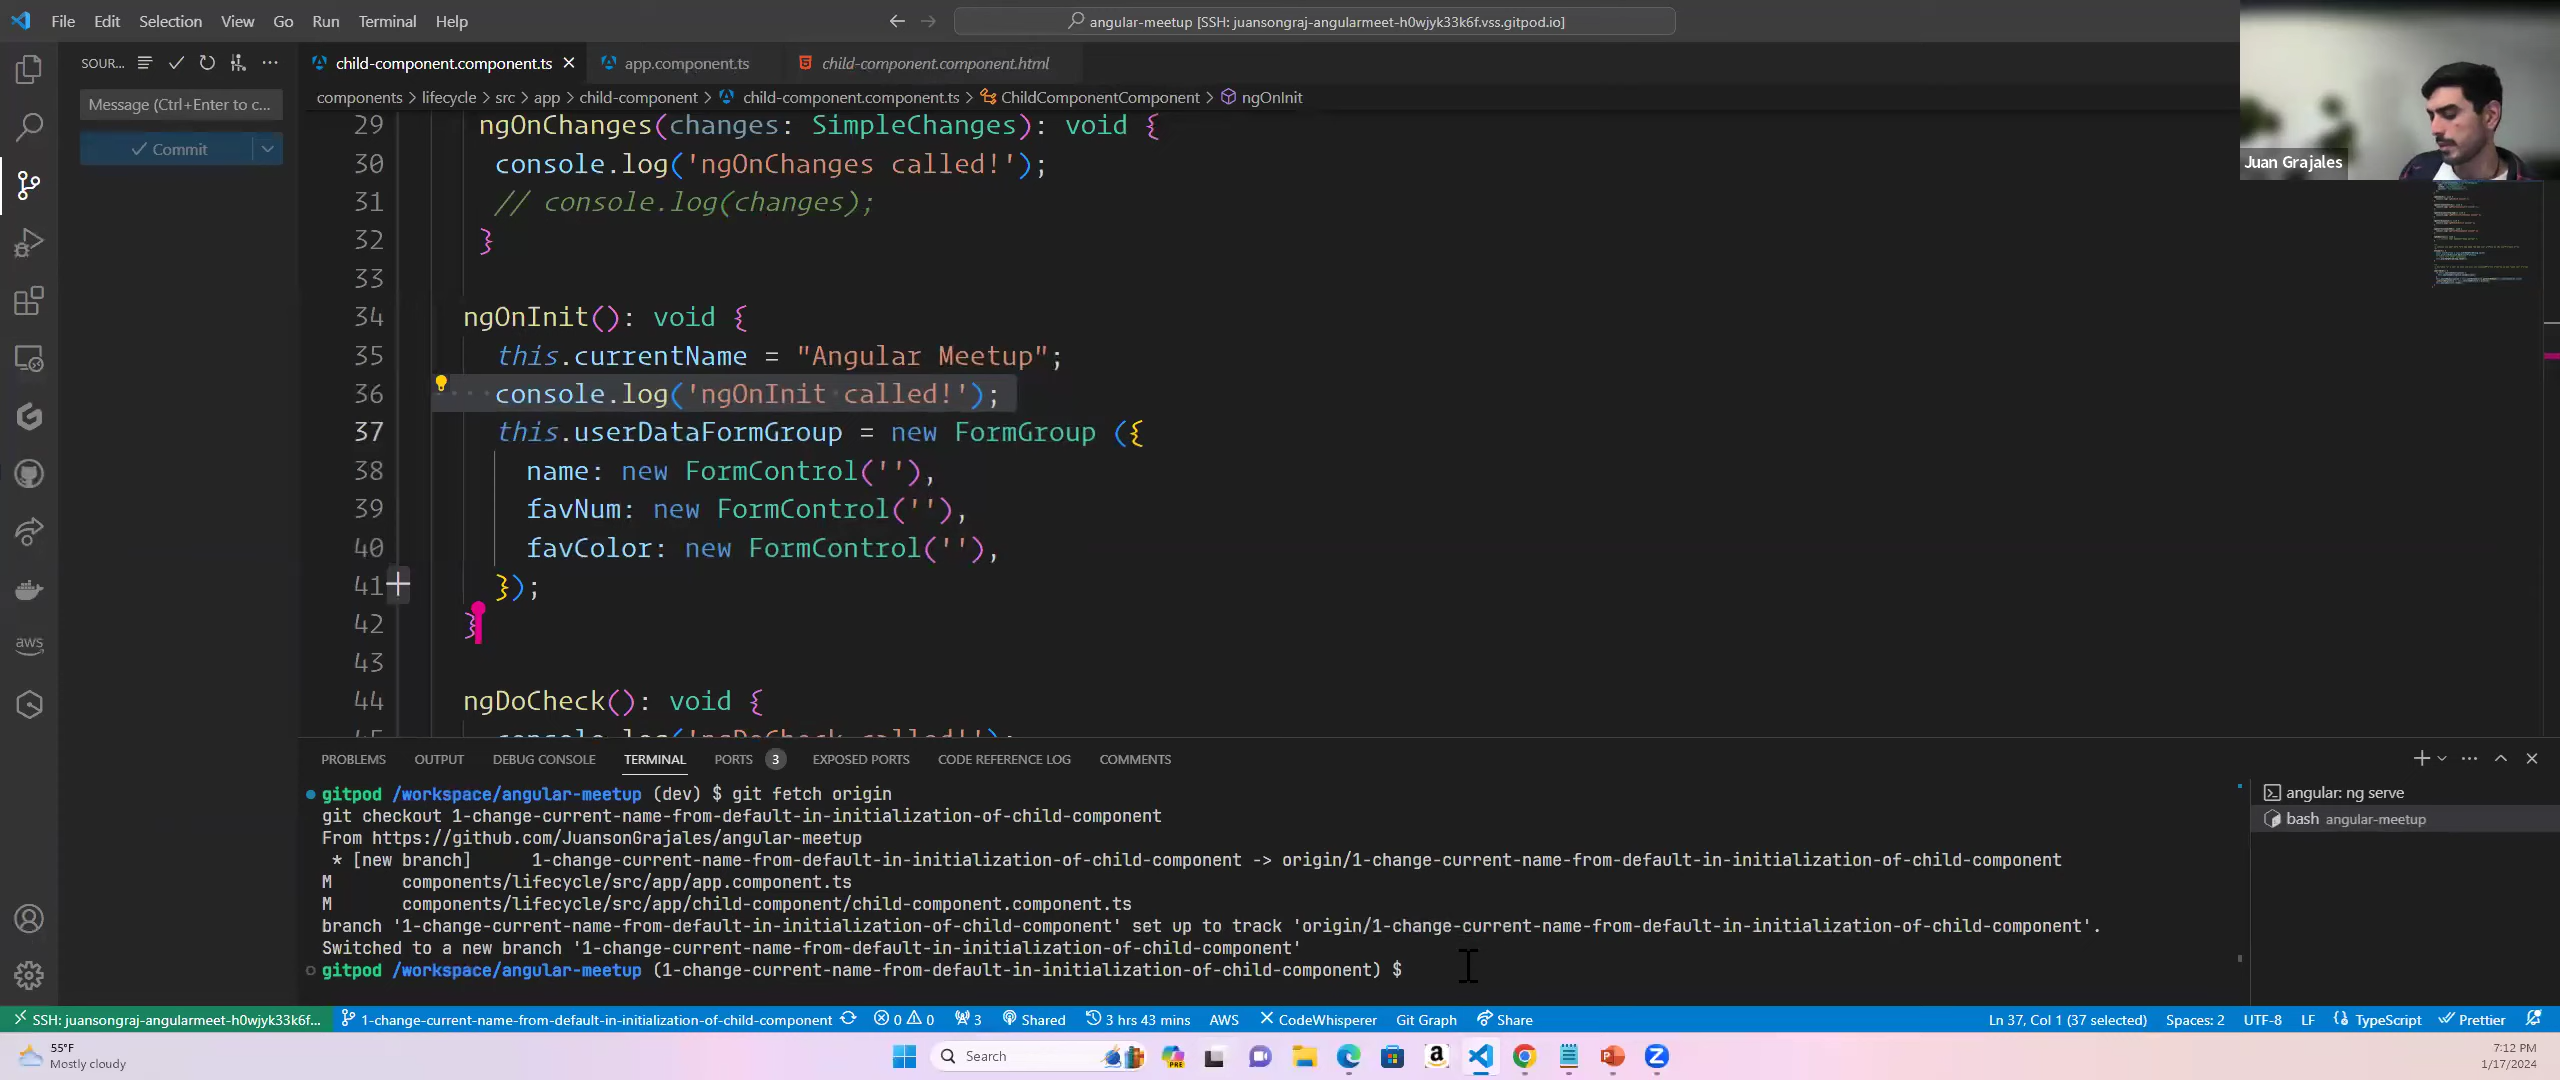 File Edit Selection View Go Run Terminal Help
angular-meetup [SSH: juansongraj-angularmeet-h0wjyk33k6f.vss.gitpod.io]
SOUR...
child-component.component.ts
app.component.ts
child-component.component.html
Message (Ctrl+Enter to c...
Commit
components > lifecycle > src > app > child-component > child-component.component.ts > ChildComponentComponent > ngOnInit
Juan Grajales
29 ngOnChanges(changes: SimpleChanges): void {
30 console.log('ngOnChanges called!');
31 // console.log(changes);
32 }
33
34 ngOnInit(): void {
35 this.currentName = "Angular Meetup";
36 console.log('ngOnInit called!');
37 this.userDataFormGroup = new FormGroup ({
38 name: new FormControl(''),
39 favNum: new FormControl(''),
40 favColor: new FormControl(''),
41 });
42 }
43
44 ngDoCheck(): void {
45 console.log('ngDoCheck called!');
aws
PROBLEMS OUTPUT DEBUG CONSOLE TERMINAL PORTS 3 EXPOSED PORTS CODE REFERENCE LOG COMMENTS
gitpod /workspace/angular-meetup (dev) $ git fetch origin
git checkout 1-change-current-name-from-default-in-initialization-of-child-component
From https://github.com/JuansonGrajales/angular-meetup
* [new branch] 1-change-current-name-from-default-in-initialization-of-child-component -> origin/1-change-current-name-from-default-in-initialization-of-child-component
M components/lifecycle/src/app/app.component.ts
M components/lifecycle/src/app/child-component/child-component.component.ts
branch '1-change-current-name-from-default-in-initialization-of-child-component' set up to track 'origin/1-change-current-name-from-default-in-initialization-of-child-component'.
Switched to a new branch '1-change-current-name-from-default-in-initialization-of-child-component'
gitpod /workspace/angular-meetup (1-change-current-name-from-default-in-initialization-of-child-component) $
angular: ng serve
bash angular-meetup
SSH: juansongraj-angularmeet-h0wjyk33k6f... 1-change-current-name-from-default-in-initialization-of-child-component 0 0 3 Shared 3 hrs 43 mins AWS CodeWhisperer Git Graph Share Ln 37, Col 1 (37 selected) Spaces: 2 UTF-8 LF TypeScript Prettier
55°F
Mostly cloudy
Search
PRE
7:12 PM
1/17/2024